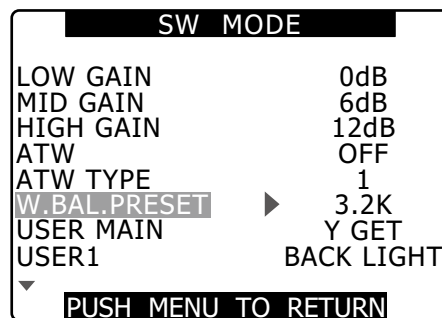 SW MODE
LOW GAIN 0dB
MID GAIN 6dB
HIGH GAIN 12dB
ATW OFF
ATW TYPE 1
W.BAL.PRESET 3.2K
USER MAIN Y GET
USER1 BACK LIGHT
PUSH MENU TO RETURN